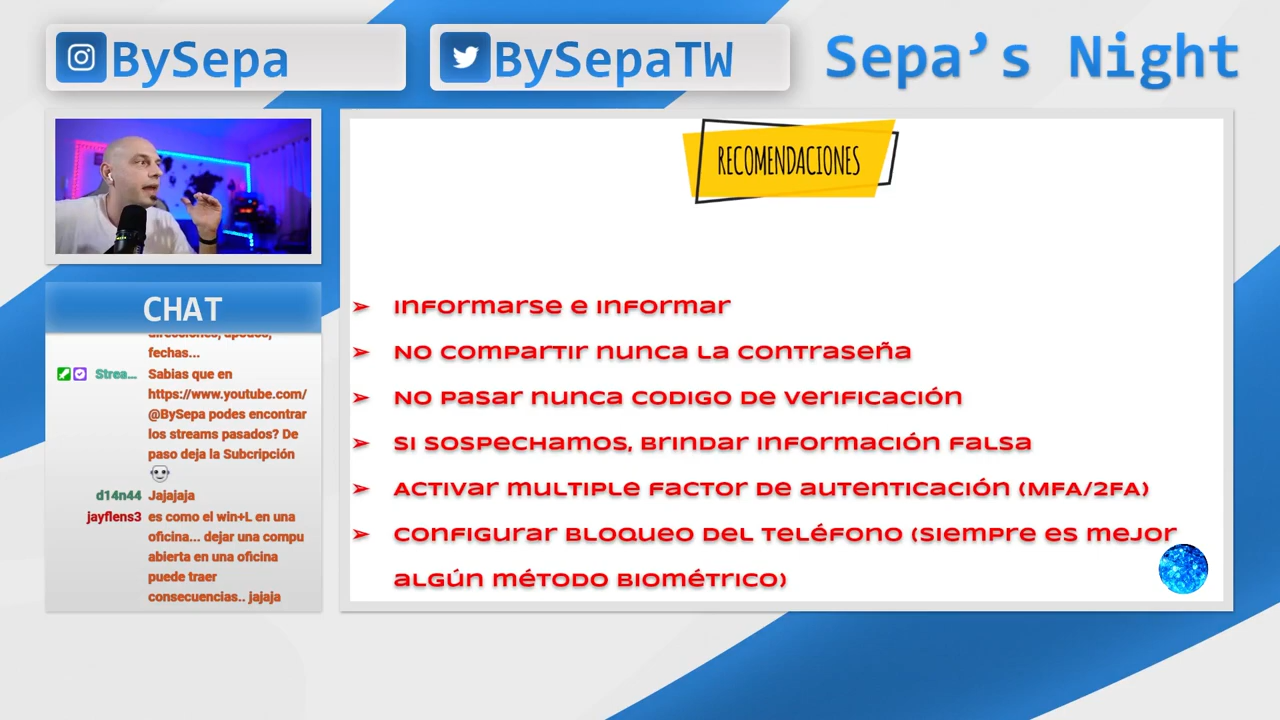 BySepa
BySepaTW
Sepa's Night
RECOMENDACIONES
Informarse e informar
No compartir nunca la contraseña
No pasar nunca codigo de verificación
Si sospechamos, brindar información falsa
Activar multiple factor de autenticación (MFA/2FA)
Configurar bloqueo del teléfono (siempre es mejor
algún método biométrico)
CHAT
fechas...
Strea... Sabias que en
https://www.youtube.com/
@BySepa podes encontrar
los streams pasados? De
paso deja la Subcripción
d14n44 Jajajaja
jayflens3 es como el win+L en una
oficina... dejar una compu
abierta en una oficina
puede traer
consecuencias.. jajaja